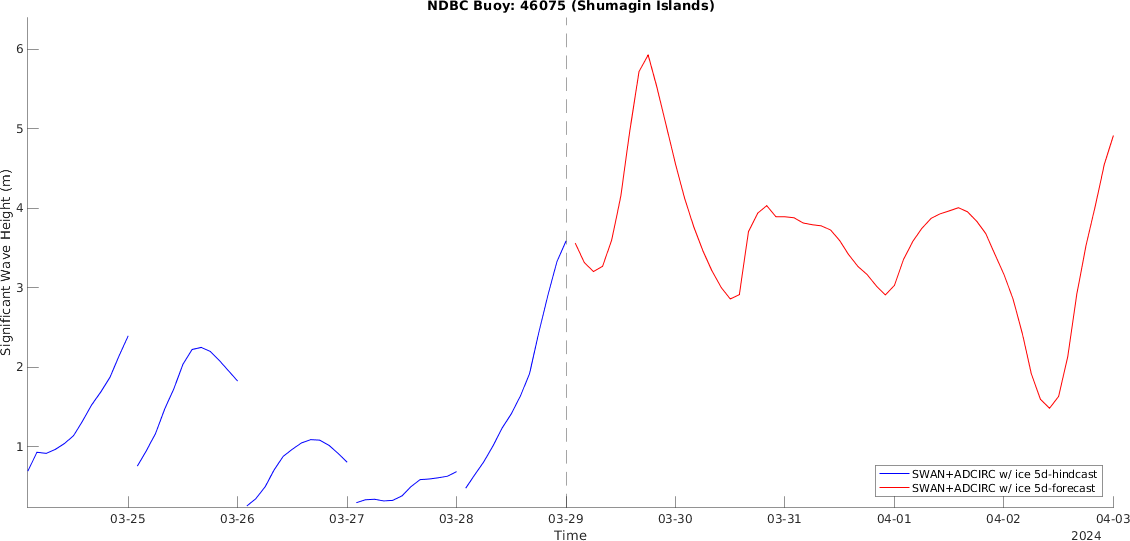 NDBC Buoy: 46075 (Shumagin Islands)
6
5
4
3
2
1
Significant Wave Height (m)
SWAN+ADCIRC w/ ice 5d-hindcast
SWAN+ADCIRC w/ ice 5d-forecast
03-25 03-26 03-27 03-28 03-29 03-30 03-31 04-01 04-02 04-03
Time
2024